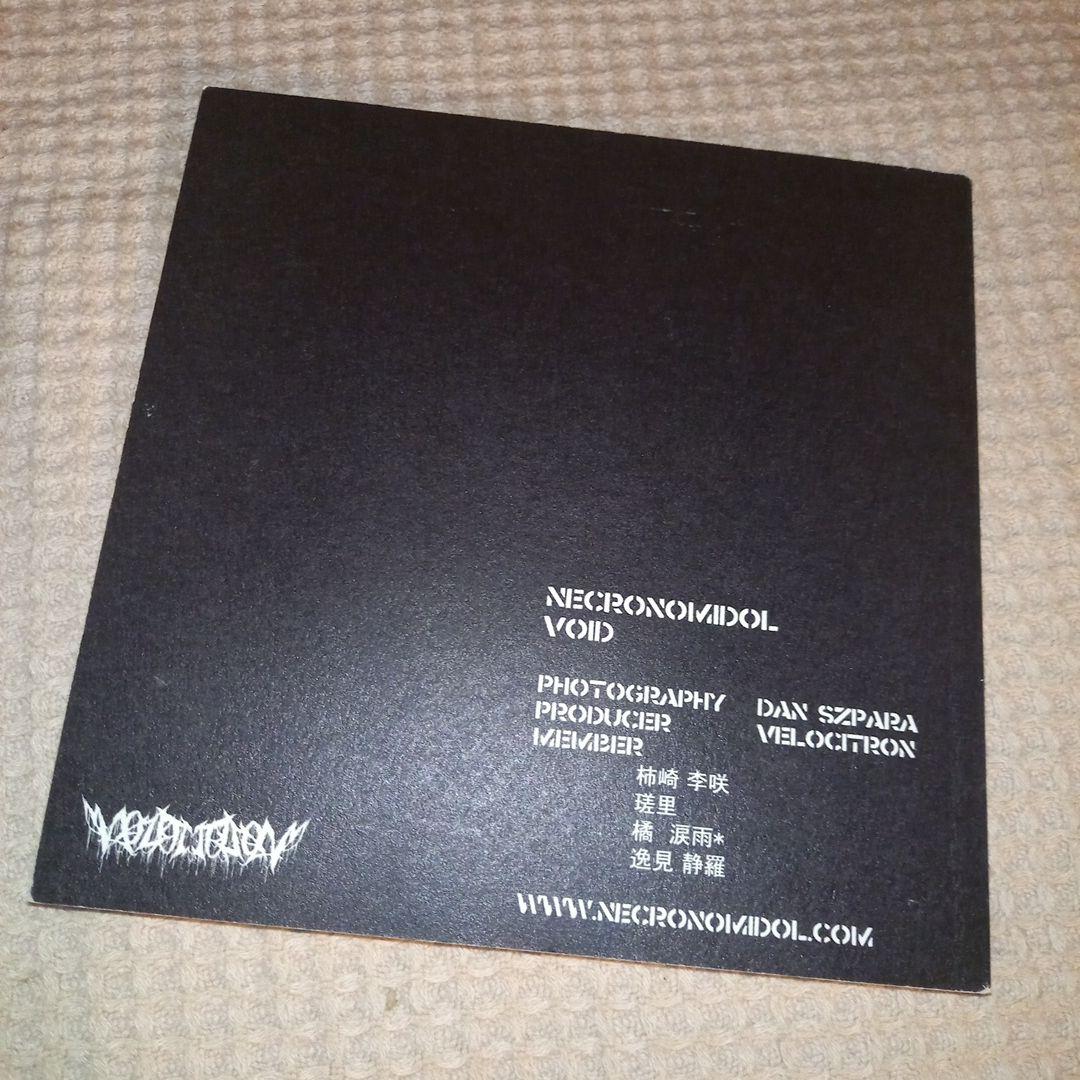 NECRONOMIDOL
VOID
PHOTOGRAPHY DAN SZPARA
PRODUCER VELOCITRON
MEMBER
柿崎 李咲
瑳里
橘 涙雨*
逸見 静羅
WWW.NECRONOMIDOL.COM